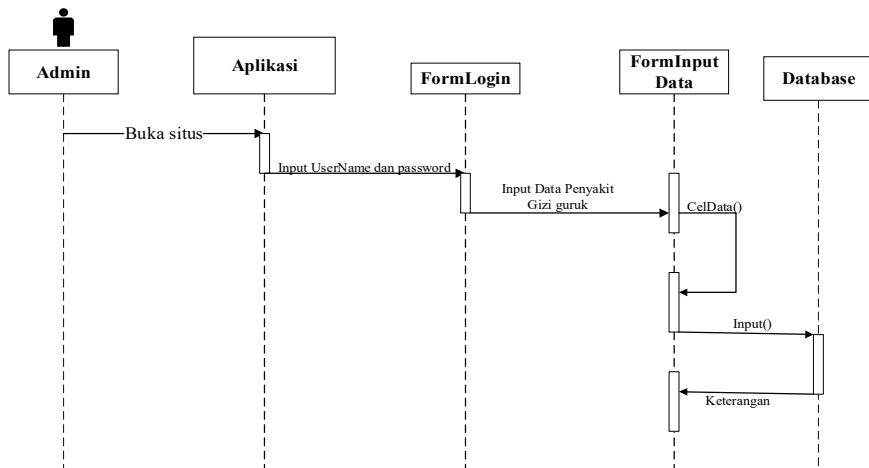 Admin
Aplikasi
FormLogin
FormInput
Data
Database
Buka situs
Input UserName dan password
Input Data Penyakit
Gizi guruk
CelData()
Input()
Keterangan